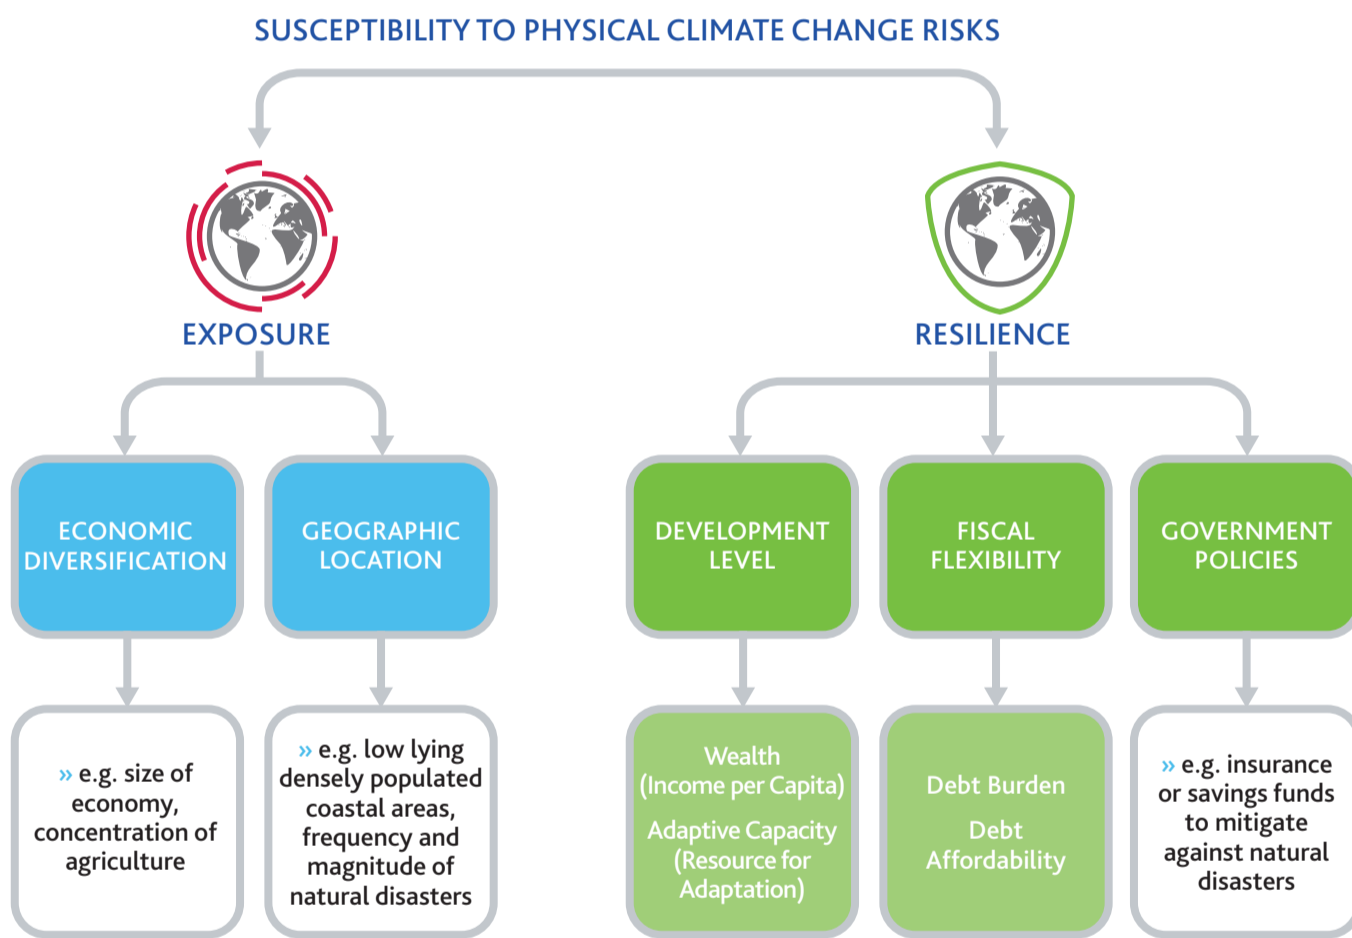 SUSCEPTIBILITY TO PHYSICAL CLIMATE CHANGE RISKS
EXPOSURE
RESILIENCE
ECONOMIC
DIVERSIFICATION
GEOGRAPHIC
LOCATION
DEVELOPMENT
LEVEL
FISCAL
FLEXIBILITY
GOVERNMENT
POLICIES
» e.g. size of
economy,
concentration of
agriculture
» e.g. low lying
densely populated
coastal areas,
frequency and
magnitude of
natural disasters
Wealth
(Income per Capita)
Adaptive Capacity
(Resource for
Adaptation)
Debt Burden
Debt
Affordability
» e.g. insurance
or savings funds
to mitigate
against natural
disasters